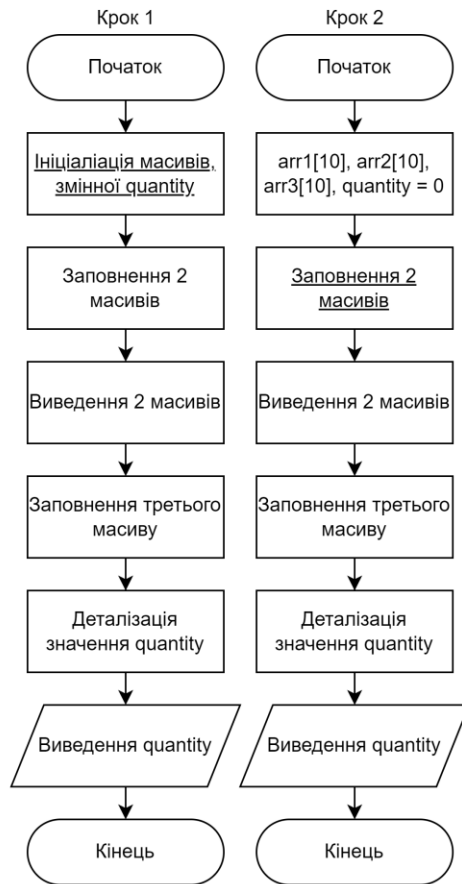 Крок 1
Початок
Ініціаліація масивів,
змінної quantity
Заповнення 2
масивів
Виведення 2 масивів
Заповнення третього
масиву
Деталізація
значення quantity
Виведення quantity
Кінець
Крок 2
Початок
arr1[10], arr2[10],
arr3[10], quantity = 0
Заповнення 2
масивів
Виведення 2 масивів
Заповнення третього
масиву
Деталізація
значення quantity
Виведення quantity
Кінець